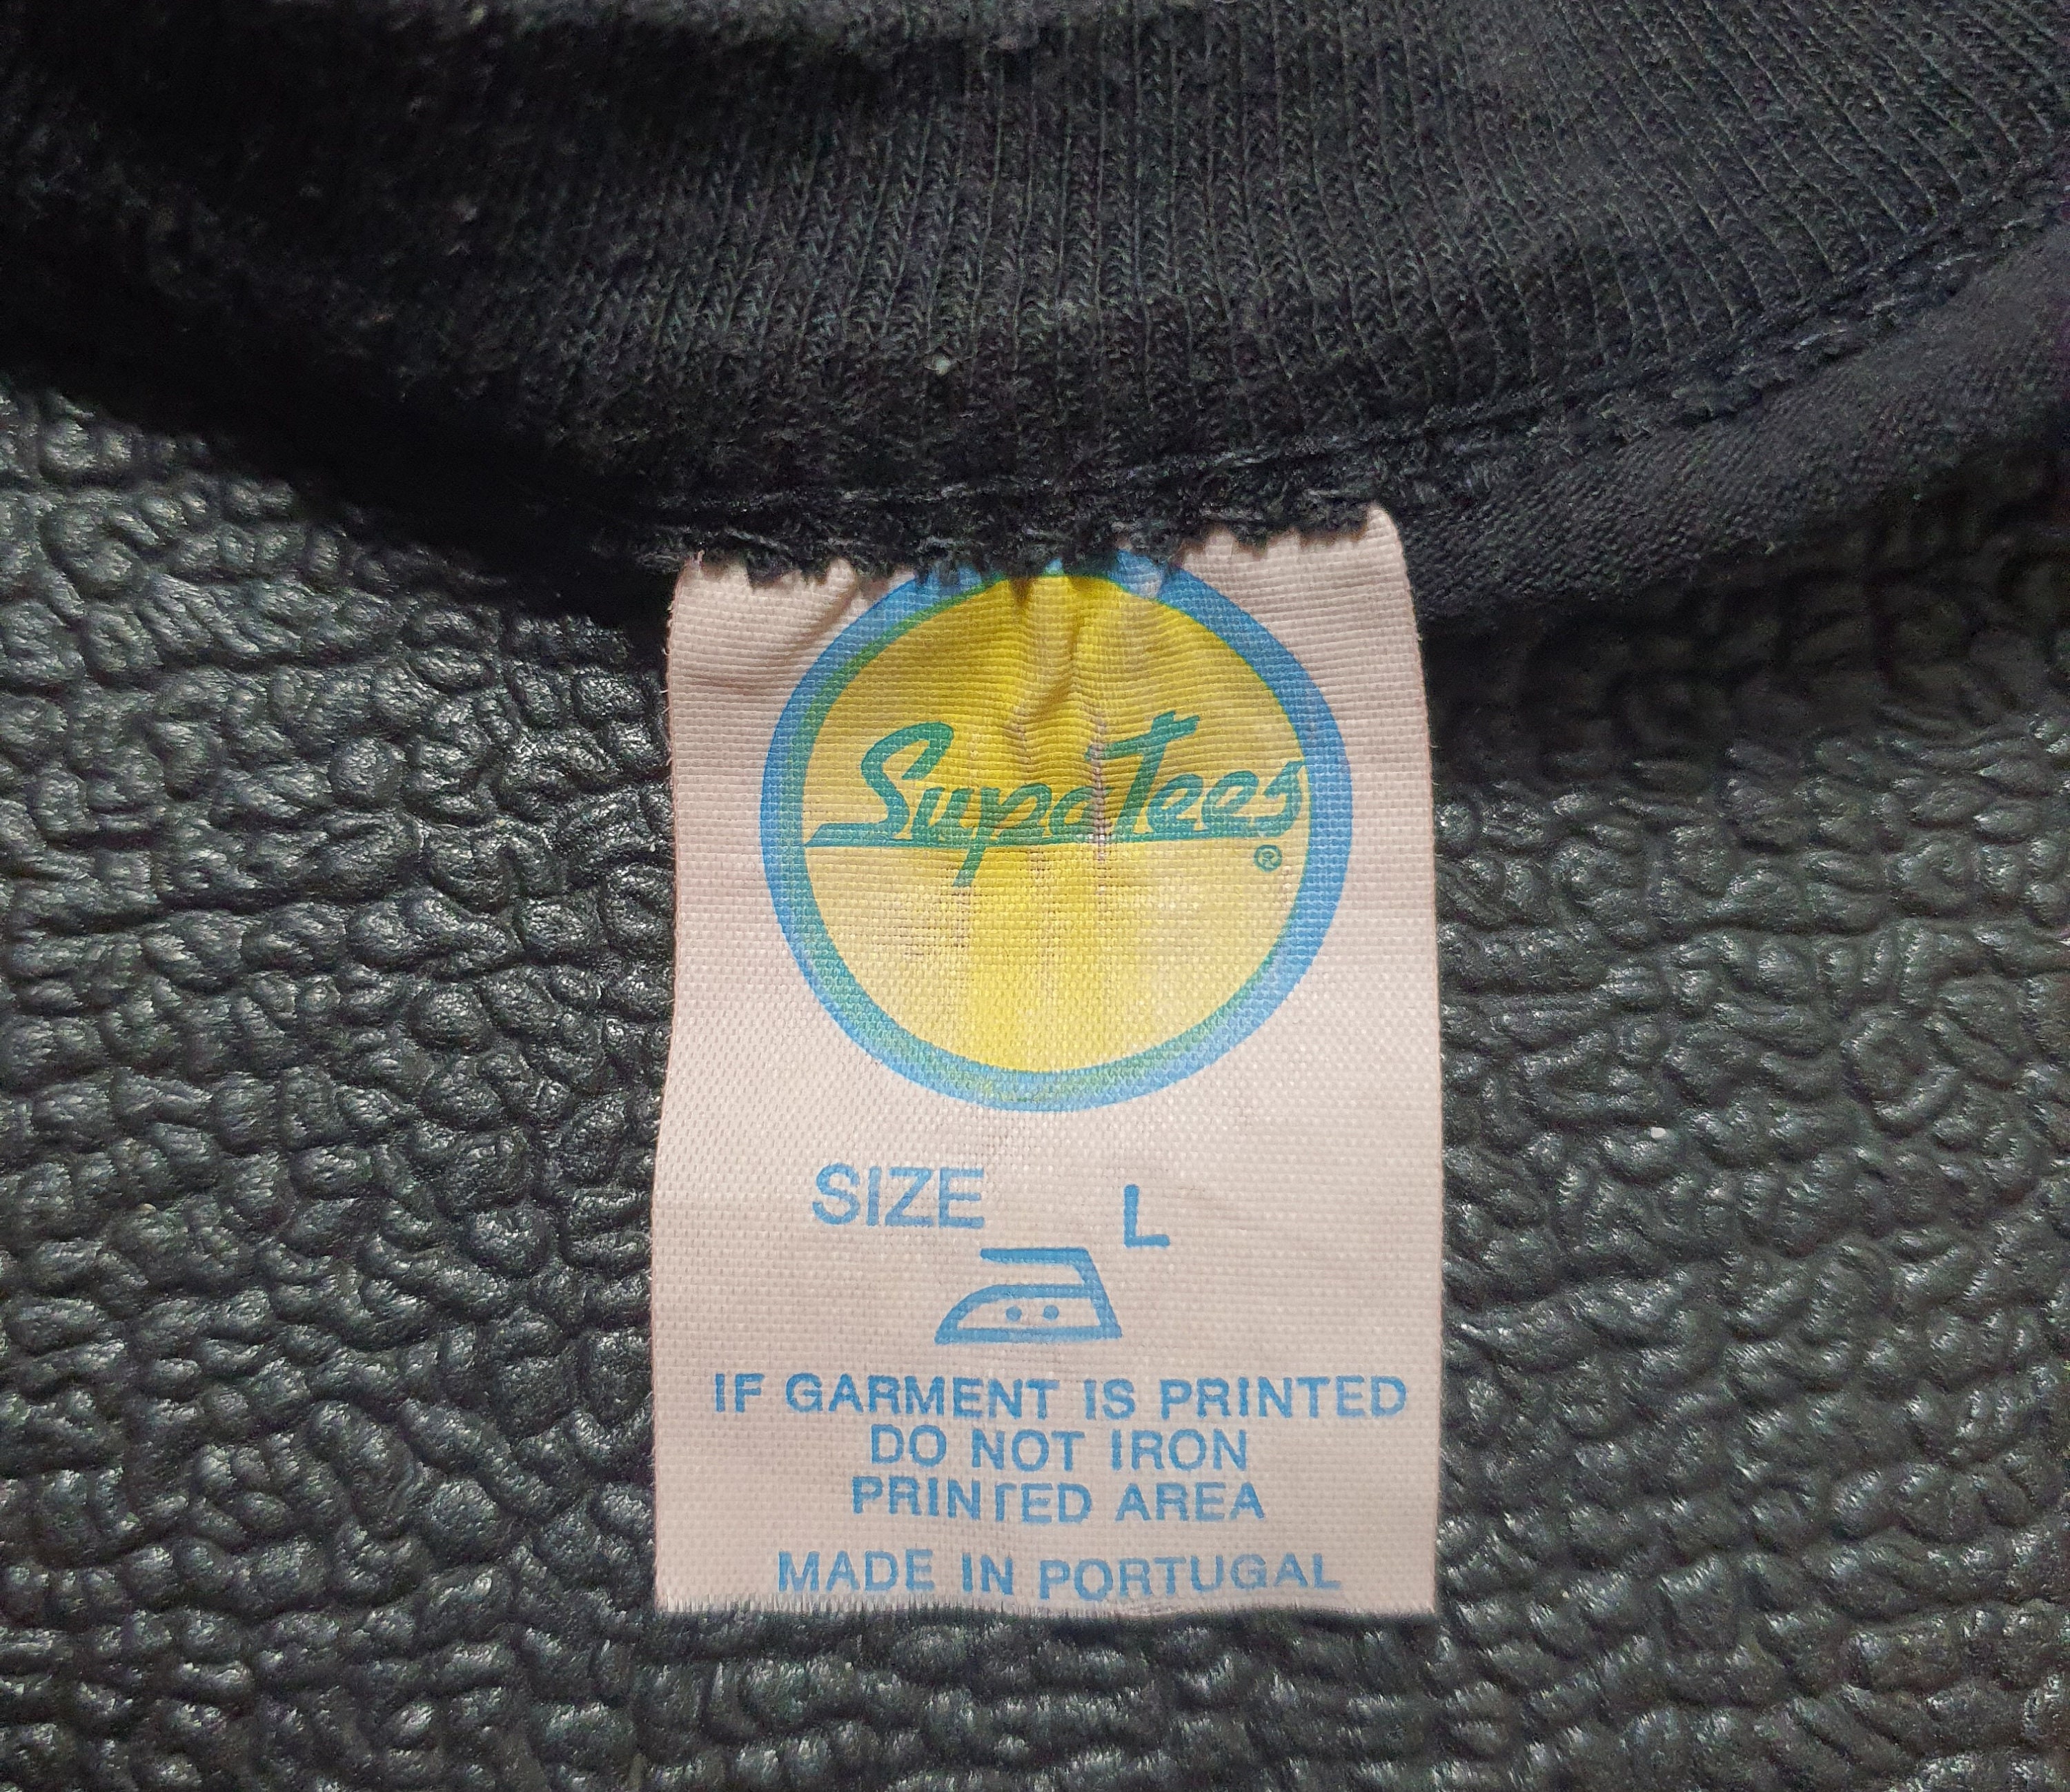 SupaTees
®
SIZE L
IF GARMENT IS PRINTED
DO NOT IRON
PRINTED AREA
MADE IN PORTUGAL